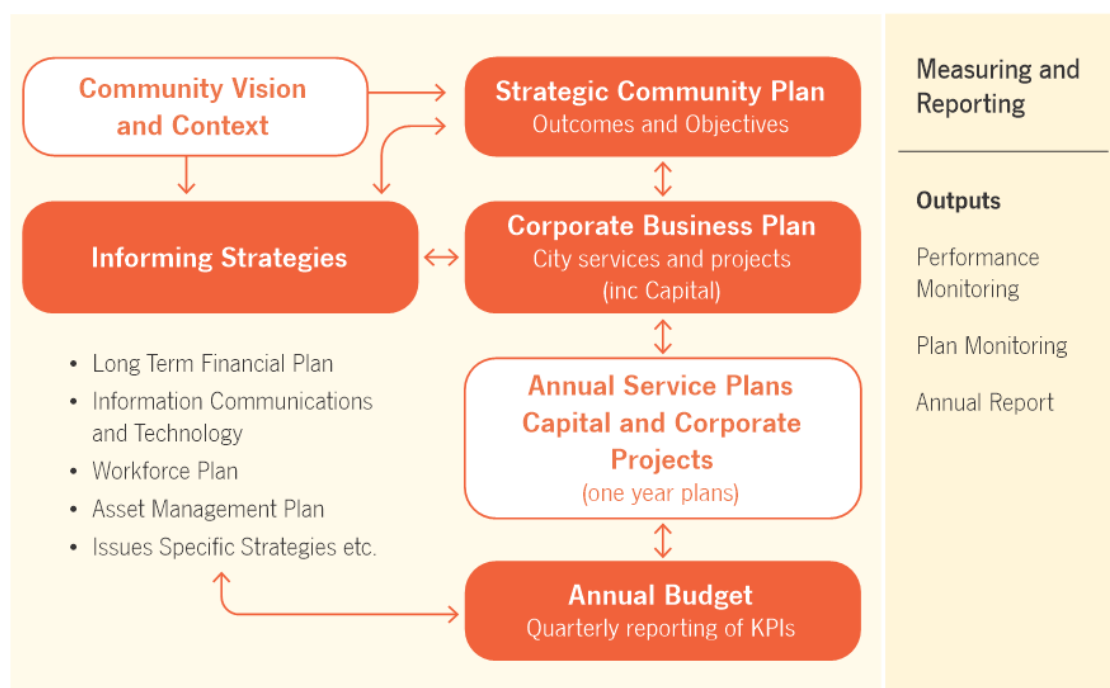 Community Vision
and Context
Strategic Community Plan
Outcomes and Objectives
Informing Strategies
Corporate Business Plan
City services and projects
(inc Capital)
• Long Term Financial Plan
• Information Communications
and Technology
• Workforce Plan
• Asset Management Plan
• Issues Specific Strategies etc.
Annual Service Plans
Capital and Corporate
Projects
(one year plans)
Annual Budget
Quarterly reporting of KPIs
Measuring and
Reporting
Outputs
Performance
Monitoring
Plan Monitoring
Annual Report